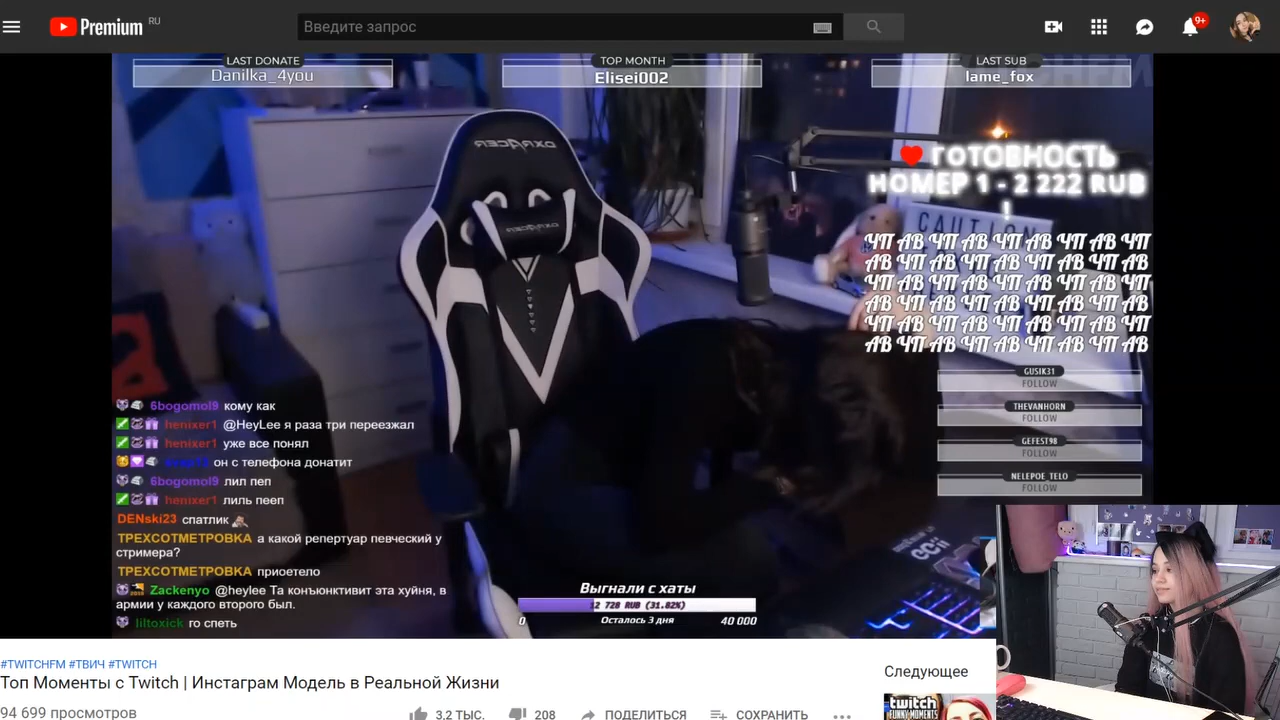 Premium RU
Введите запрос
9+
LAST DONATE
Danilka_4you
TOP MONTH
Elisei002
LAST SUB
lame_fox
DXRACER
ГОТОВНОСТЬ
НОМЕР 1 - 2 222 RUB
!
CAUTION
ЧП АВ ЧП АВ ЧП АВ ЧП АВ ЧП
АВ ЧП АВ ЧП АВ ЧП АВ ЧП АВ
ЧП АВ ЧП АВ ЧП АВ ЧП АВ ЧП
АВ ЧП АВ ЧП АВ ЧП АВ ЧП АВ
ЧП АВ ЧП АВ ЧП АВ ЧП АВ ЧП
АВ ЧП АВ ЧП АВ ЧП АВ ЧП АВ
GUSIK31
FOLLOW
THEVANHORN
FOLLOW
GEFEST98
FOLLOW
NELEPOE_TELO
FOLLOW
6bogomol9 кому как
henixer1 @HeyLee я раза три переезжал
henixer1 уже все понял
он с телефона донатит
6bogomol9 лил пеп
henixer1 лиль пееп
DENski23 спатлик
ТРЕХСОТМЕТРОВКА а какой репертуар певческий у
стримера?
ТРЕХСОТМЕТРОВКА приоетело
Zackenyo @heylee Та конъюнктивит эта хуйня, в
армии у каждого второго был.
liltoxick го спеть
Выгнали с хаты
12 728 RUB (31.82%)
0 Осталось 3 дня 40 000
#TWITCHFM #ТВИЧ #TWITCH
Топ Моменты с Twitch | Инстаграм Модель в Реальной Жизни
94 699 просмотров
3,2 ТЫС. 208 ПОДЕЛИТЬСЯ СОХРАНИТЬ
Следующее
twitch
FUNNY MOMENTS